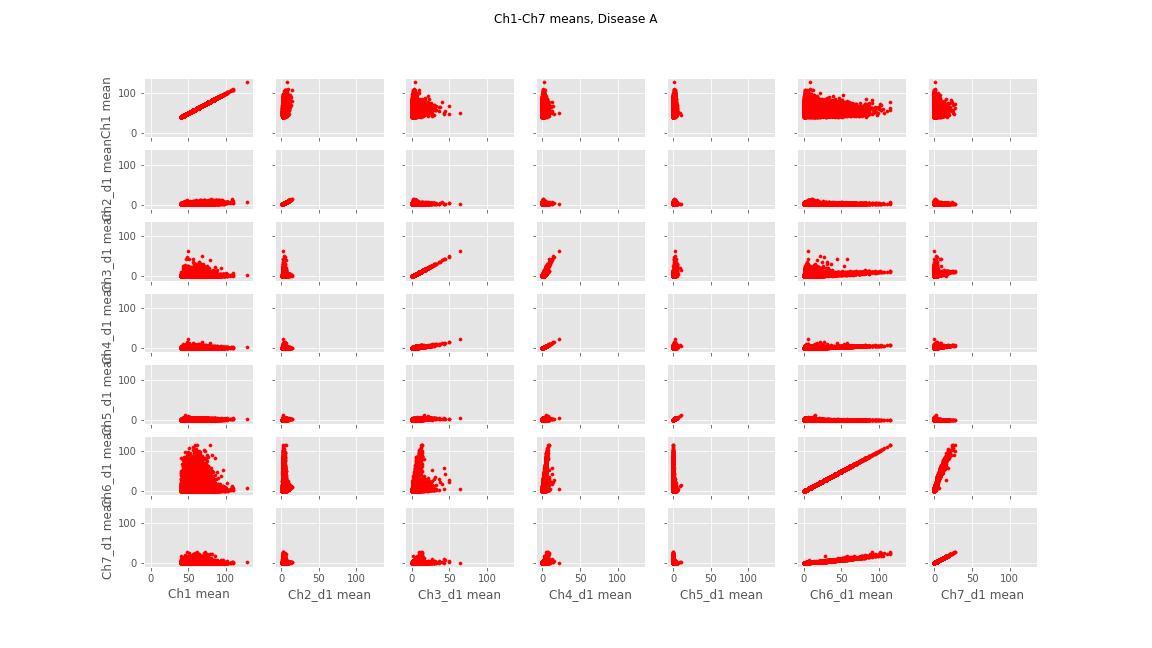 Ch1-Ch7 means, Disease A
Ch1 mean
100
0
Ch2_d1 mean
100
0
Ch3_d1 mean
100
0
Ch4_d1 mean
100
0
Ch5_d1 mean
100
0
Ch6_d1 mean
100
0
Ch7_d1 mean
100
0
0 50 100 0 50 100 0 50 100 0 50 100 0 50 100 0 50 100 0 50 100
Ch1 mean Ch2_d1 mean Ch3_d1 mean Ch4_d1 mean Ch5_d1 mean Ch6_d1 mean Ch7_d1 mean